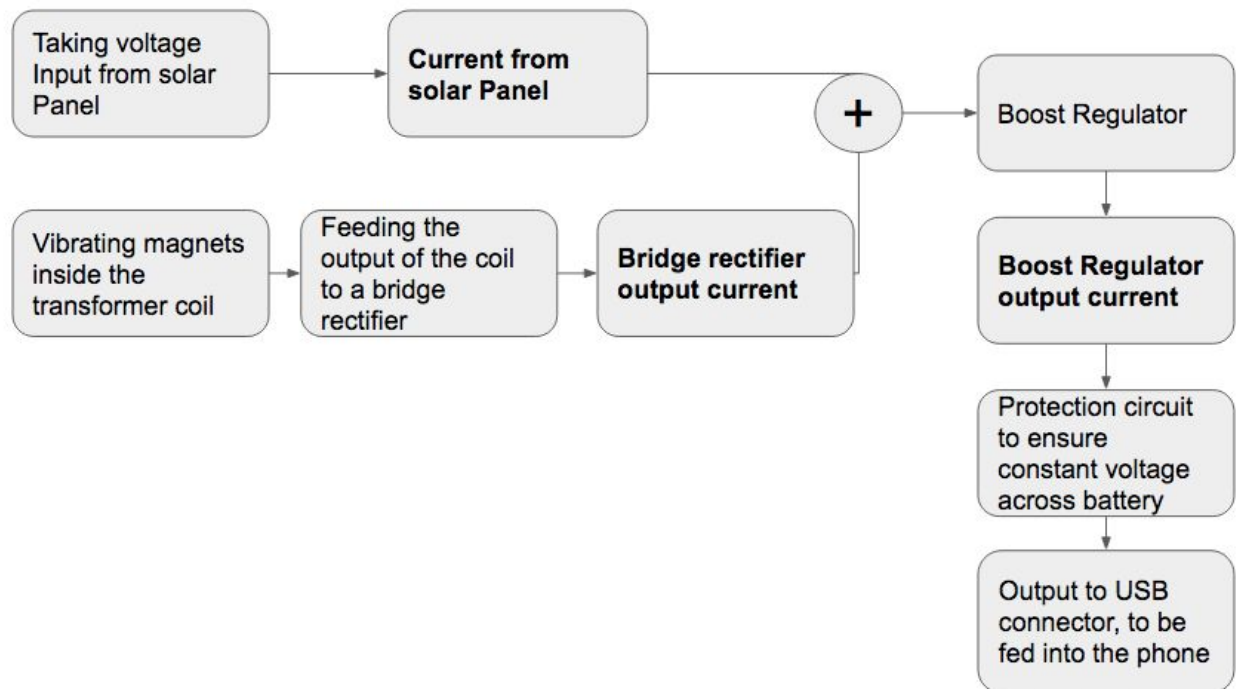 Taking voltage
Input from solar
Panel
Current from
solar Panel
+
Boost Regulator
Vibrating magnets
inside the
transformer coil
Feeding the
output of the coil
to a bridge
rectifier
Bridge rectifier
output current
Boost Regulator
output current
Protection circuit
to ensure
constant voltage
across battery
Output to USB
connector, to be
fed into the phone